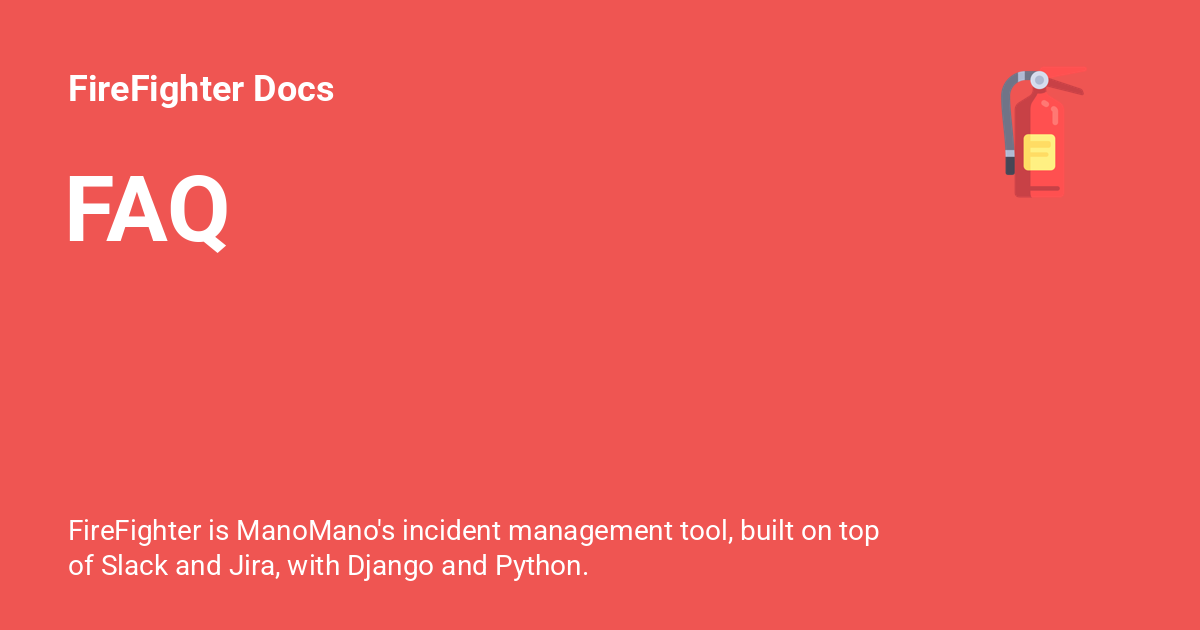 FireFighter Docs
FAQ
FireFighter is ManoMano's incident management tool, built on top
of Slack and Jira, with Django and Python.